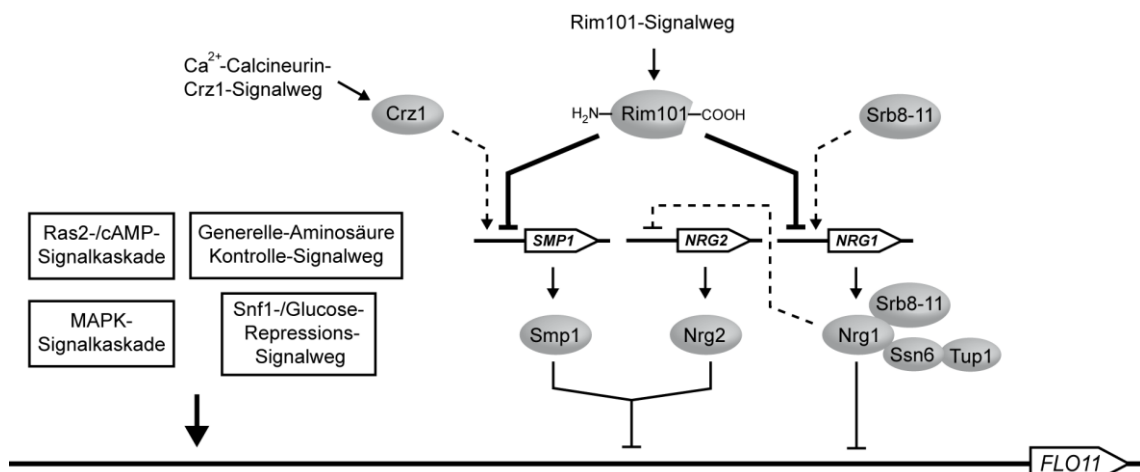 Rim101-Signalweg
Ca2+-Calcineurin-
Crz1-Signalweg
Crz1
H2N
Rim101
COOH
Srb8-11
Ras2-/cAMP-
Signalkaskade
Generelle-Aminosäure
Kontrolle-Signalweg
SMP1
NRG2
NRG1
MAPK-
Signalkaskade
Snf1-/Glucose-
Repressions-
Signalweg
Smp1
Nrg2
Nrg1
Srb8-11
Ssn6
Tup1
FLO11